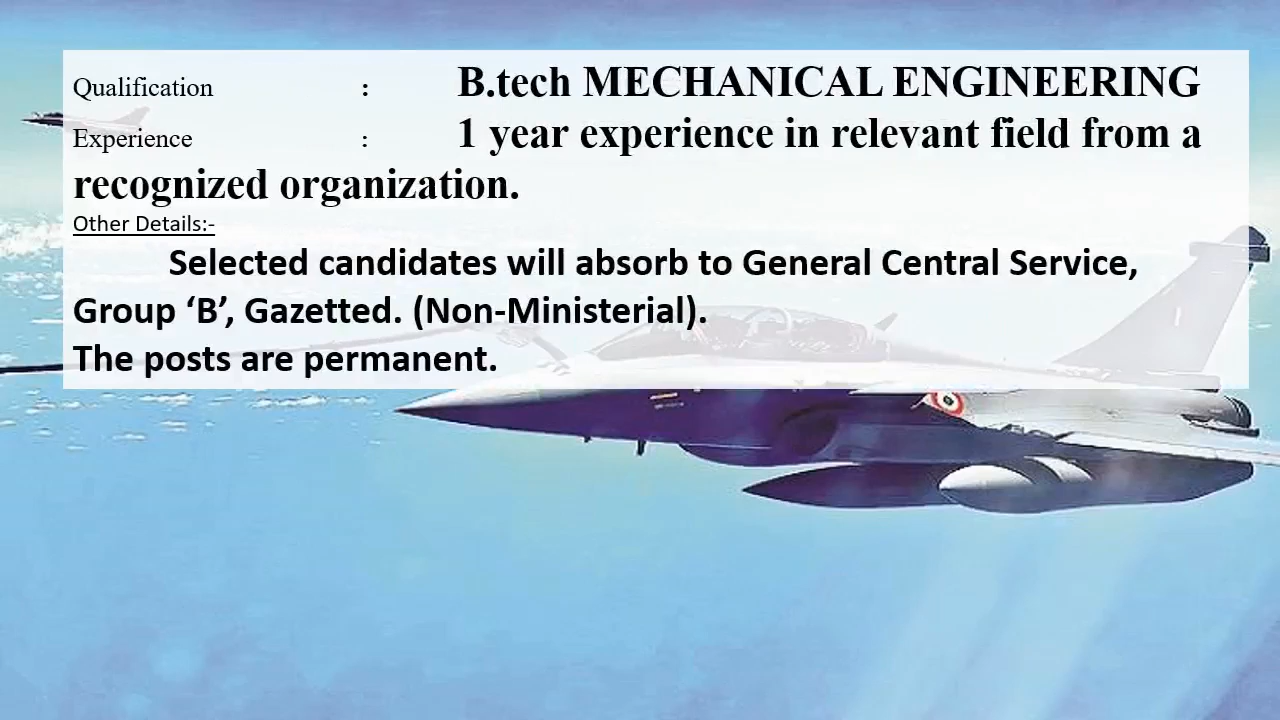 Qualification : B.tech MECHANICAL ENGINEERING
Experience : 1 year experience in relevant field from a
recognized organization.
Other Details:-
Selected candidates will absorb to General Central Service,
Group ‘B’, Gazetted. (Non-Ministerial).
The posts are permanent.